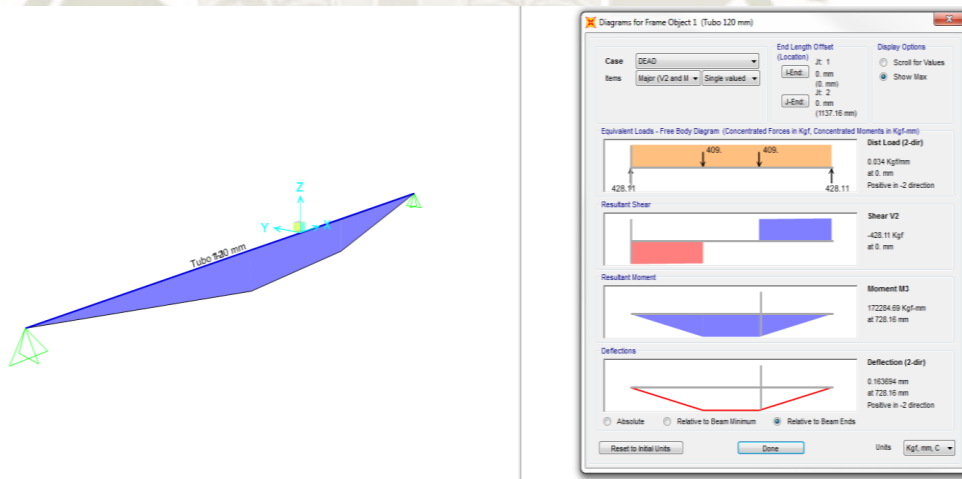 Z
Y
X
Tubo 120 mm
Diagrams for Frame Object 1 (Tubo 120 mm)
Case
DEAD
Items
Major (V2 and M
Single valued
End Length Offset
(Location)
I-End:
Jt: 1
0. mm
(0. mm)
J-End:
Jt: 2
0. mm
(1137.16 mm)
Display Options
Scroll for Values
Show Max
Equivalent Loads - Free Body Diagram (Concentrated Forces in Kgf, Concentrated Moments in Kgf-mm)
409.
409.
428.11
428.11
Dist Load (2-dir)
0.034 Kgf/mm
at 0. mm
Positive in -2 direction
Resultant Shear
Shear V2
-428.11 Kgf
at 0. mm
Resultant Moment
Moment M3
172284.69 Kgf-mm
at 728.16 mm
Deflections
Deflection (2-dir)
0.163694 mm
at 728.16 mm
Positive in -2 direction
Absolute
Relative to Beam Minimum
Relative to Beam Ends
Reset to Initial Units
Done
Units
Kgf, mm, C